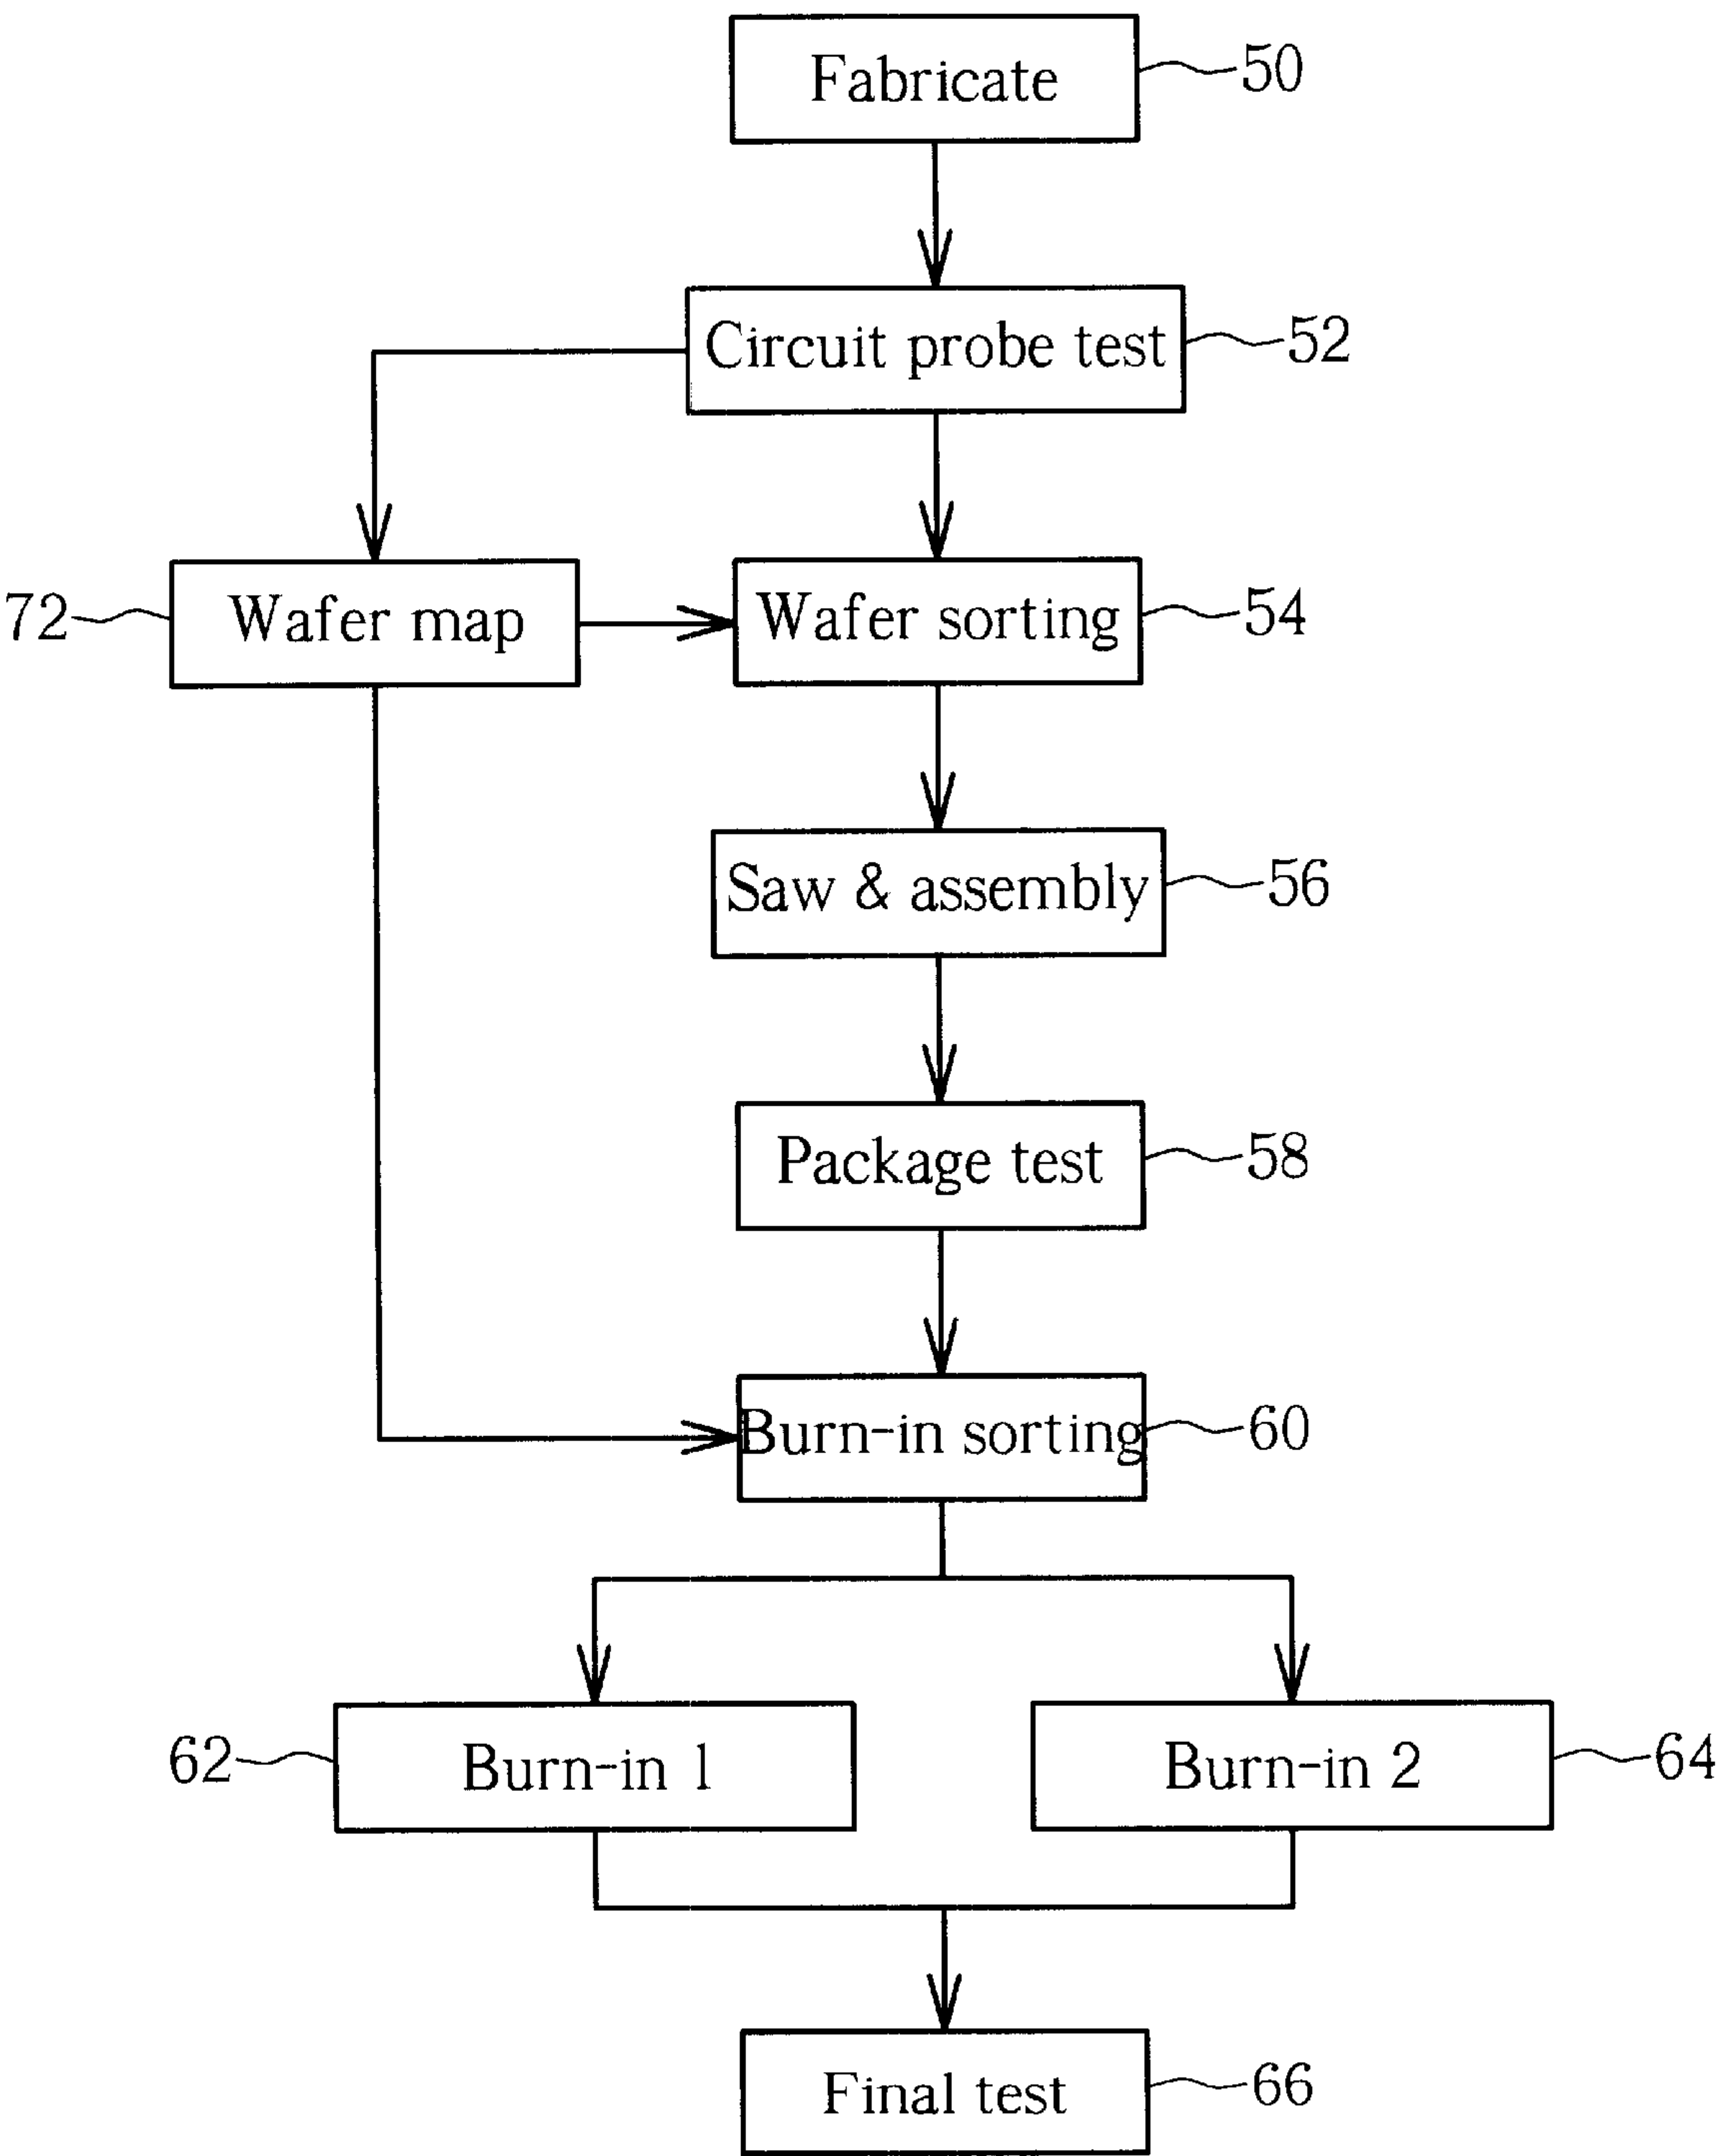 Fabricate 50
Circuit probe test 52
72 Wafer map Wafer sorting 54
Saw & assembly 56
Package test 58
Burn-in sorting 60
62 Burn-in 1 Burn-in 2 64
Final test 66